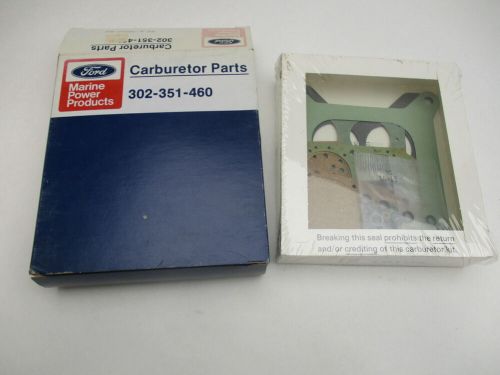 Carburetor Parts
302-351-4
Ford
Ford
Marine
Power
Products
Carburetor Parts
302-351-460
Breaking this seal prohibits the return
and/or crediting of this carburetor kit.